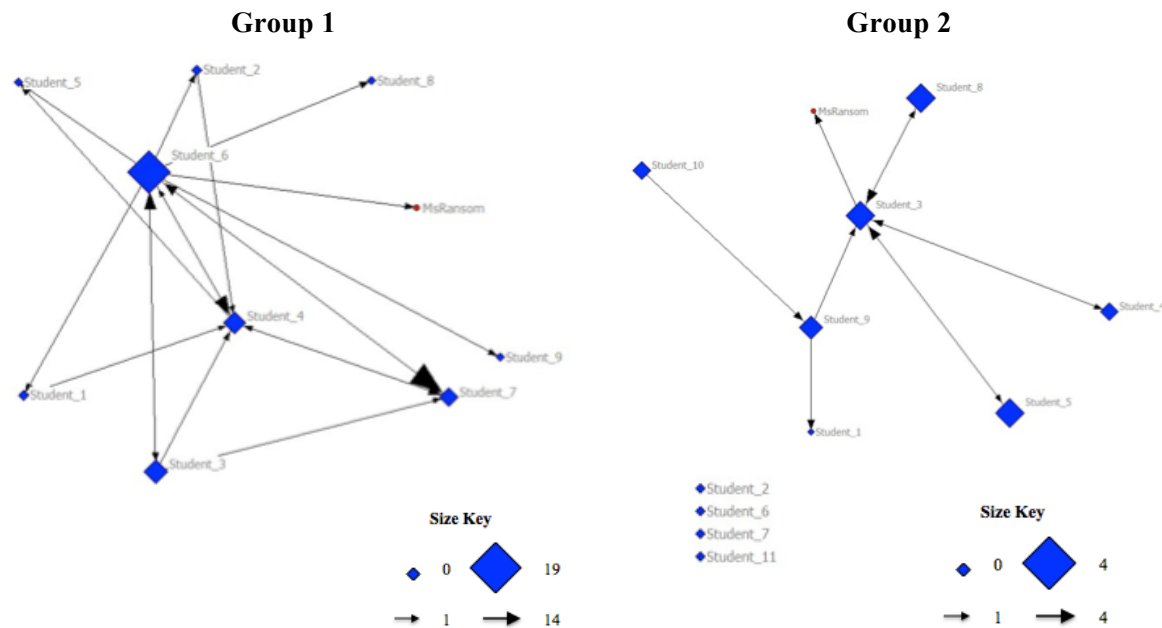 Group 1
Student_5
Student_2
Student_8
Student_6
MsRansom
Student_4
Student_9
Student_1
Student_7
Student_3
Size Key
0
19
1
14
Group 2
Student_8
MsRansom
Student_10
Student_3
Student_4
Student_9
Student_5
Student_1
Student_2
Student_6
Student_7
Student_11
Size Key
0
4
1
4